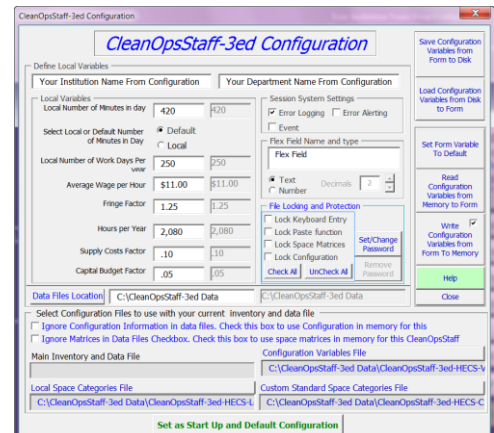 CleanOpsStaff-3ed Configuration
CleanOpsStaff-3ed Configuration
Define Local Variables
Your Institution Name From Configuration
Your Department Name From Configuration
Local Variables
Local Number of Minutes in day
420
420
Select Local or Default Number of Minutes in Day
Default
Local
Local Number of Work Days Per year
250
250
Average Wage per Hour
$11.00
$11.00
Fringe Factor
1.25
1.25
Hours per Year
2,080
2,080
Supply Costs Factor
.10
.10
Capital Budget Factor
.05
.05
Session System Settings
Error Logging
Error Alerting
Event
Flex Field Name and type
Flex Field
Text
Number
Decimals
2
File Locking and Protection
Lock Keyboard Entry
Lock Paste function
Lock Space Matrices
Lock Configuration
Set/Change Password
Remove Password
Check All
UnCheck All
Save Configuration Variables from Form to Disk
Load Configuration Variables from Disk to Form
Set Form Variable To Default
Read Configuration Variables from Memory to Form
Write Configuration Variables from Form To Memory
Help
Close
Data Files Location
C:\CleanOpsStaff-3ed Data
C:\CleanOpsStaff-3ed Data
Select Configuration Files to use with your current inventory and data file
Ignore Configuration Information in data files. Check this box to use Configuration in memory for this
Ignore Matrices in Data Files Checkbox. Check this box to use space matrices in memory for this CleanOpsStaff
Main Inventory and Data File
Configuration Variables File
C:\CleanOpsStaff-3ed Data\CleanOpsStaff-3ed-HECS-V
Local Space Categories File
C:\CleanOpsStaff-3ed Data\CleanOpsStaff-3ed-HECS-L
Custom Standard Space Categories File
C:\CleanOpsStaff-3ed Data\CleanOpsStaff-3ed-HECS-C
Set as Start Up and Default Configuration